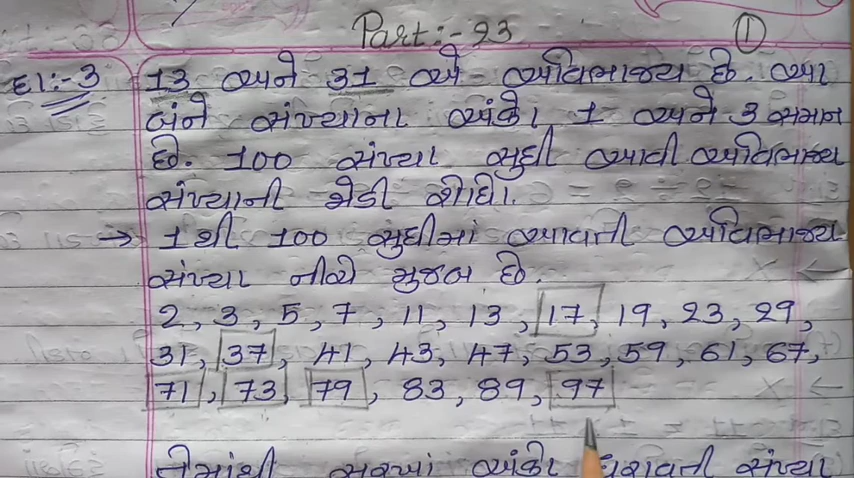 Part:-23
①
દા:-3 13 અને 31 એ અવિભાજ્ય છે. આ
બંને સંખ્યાના અંકો 1 અને 3 સમાન
છે. 100 સંખ્યા સુધી આવી અવિભાજ્ય
સંખ્યાની જોડી શોધો.
→ 1થી 100 સુધીમાં આવતી અવિભાજ્ય
સંખ્યા નીચે મુજબ છે.
2, 3, 5, 7, 11, 13, 17, 19, 23, 29,
31, 37, 41, 43, 47, 53, 59, 61, 67,
71, 73, 79, 83, 89, 97
તેમાંથી સરખાં અંકો ધરાવતી સંખ્યા